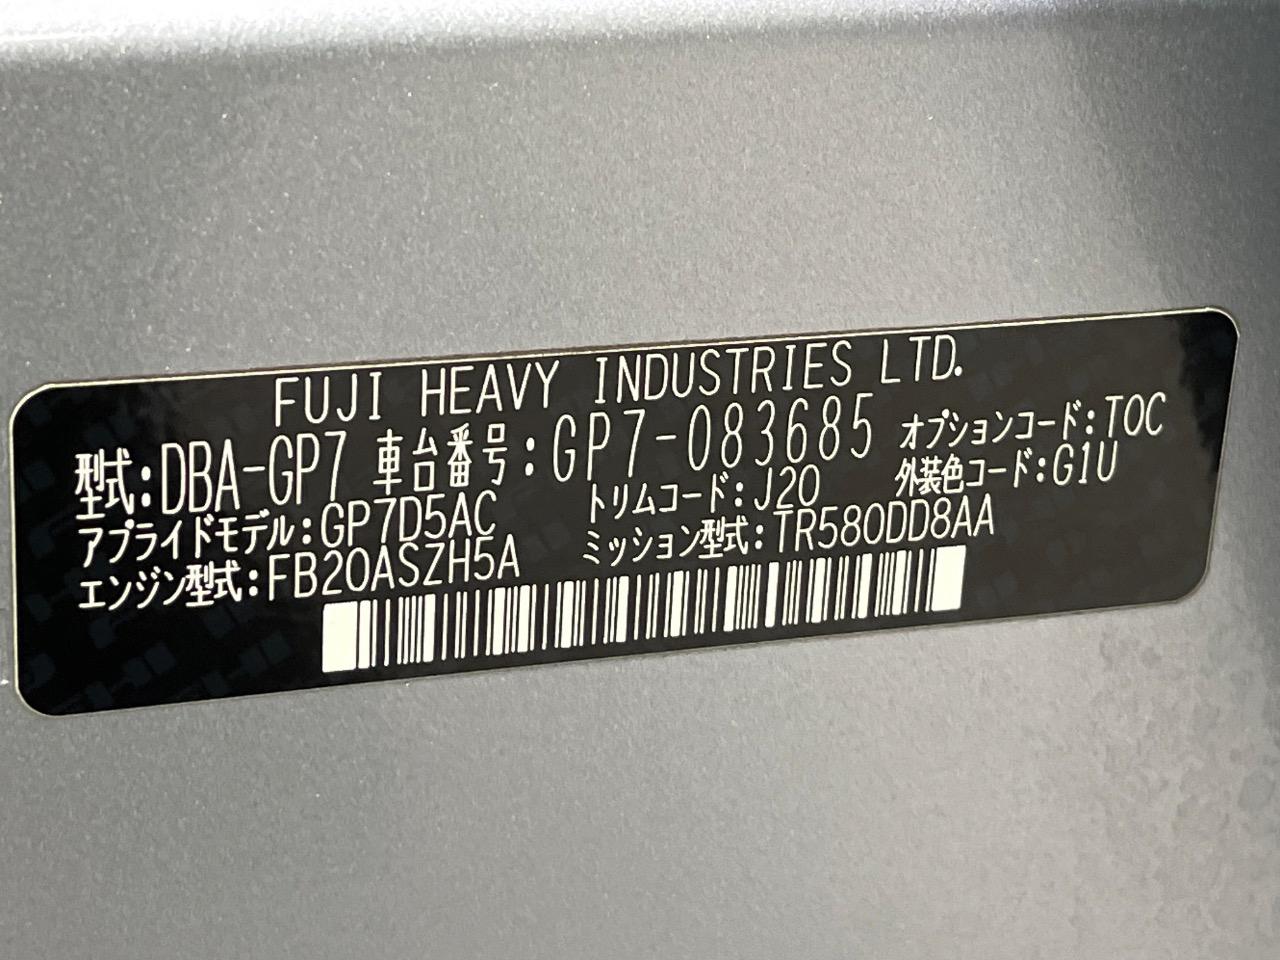 FUJI HEAVY INDUSTRIES LTD.
型式:DBA-GP7 車台番号:GP7-083685 オプションコード:TOC
アプライドモデル:GP7D5AC トリムコード:J20 外装色コード:G1U
エンジン型式:FB20ASZH5A ミッション型式:TR580DD8AA